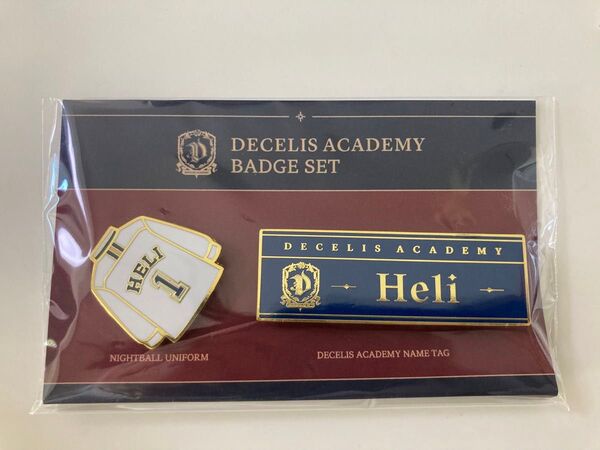 D
DECELIS ACADEMY
BADGE SET
HELI
1
DECELIS ACADEMY
D
Heli
NIGHTBALL UNIFORM
DECELIS ACADEMY NAME TAG